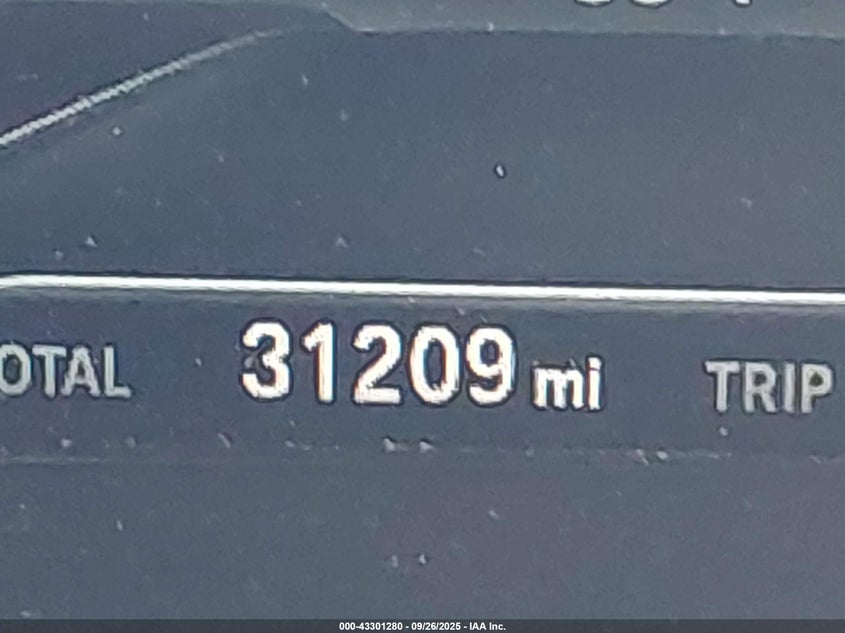 OTAL 31209 mi TRIP
000-43301280 - 09/26/2025 - IAA Inc.